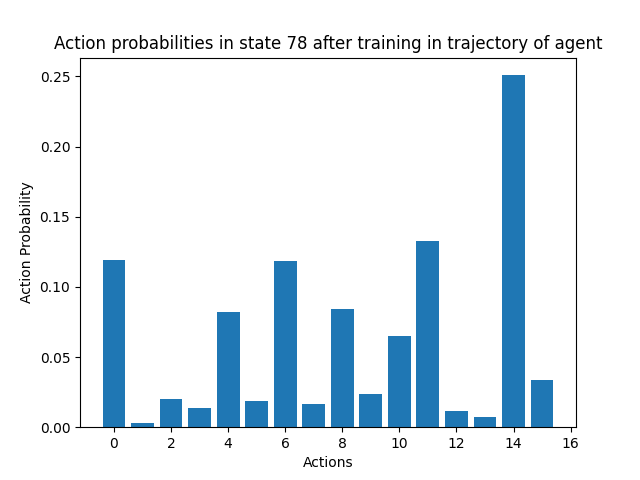 Action probabilities in state 78 after training in trajectory of agent
0.25
0.20
0.15
0.10
0.05
0.00
Action Probability
0 2 4 6 8 10 12 14 16
Actions